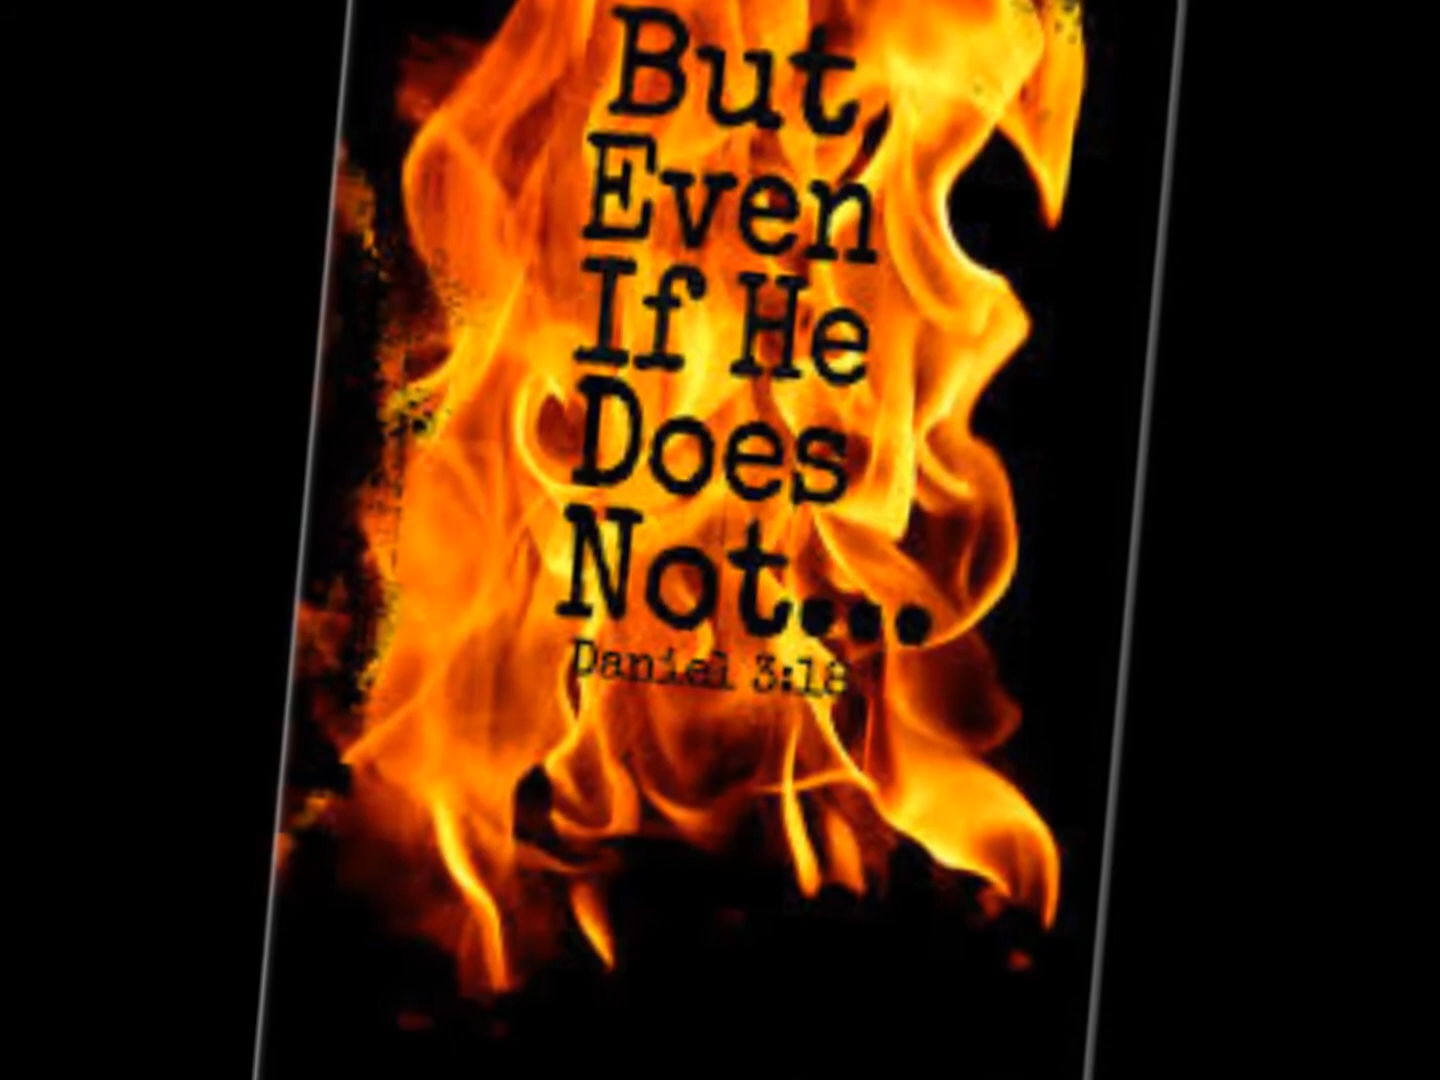 But
Even
If He
Does
Not...
Daniel 3:18